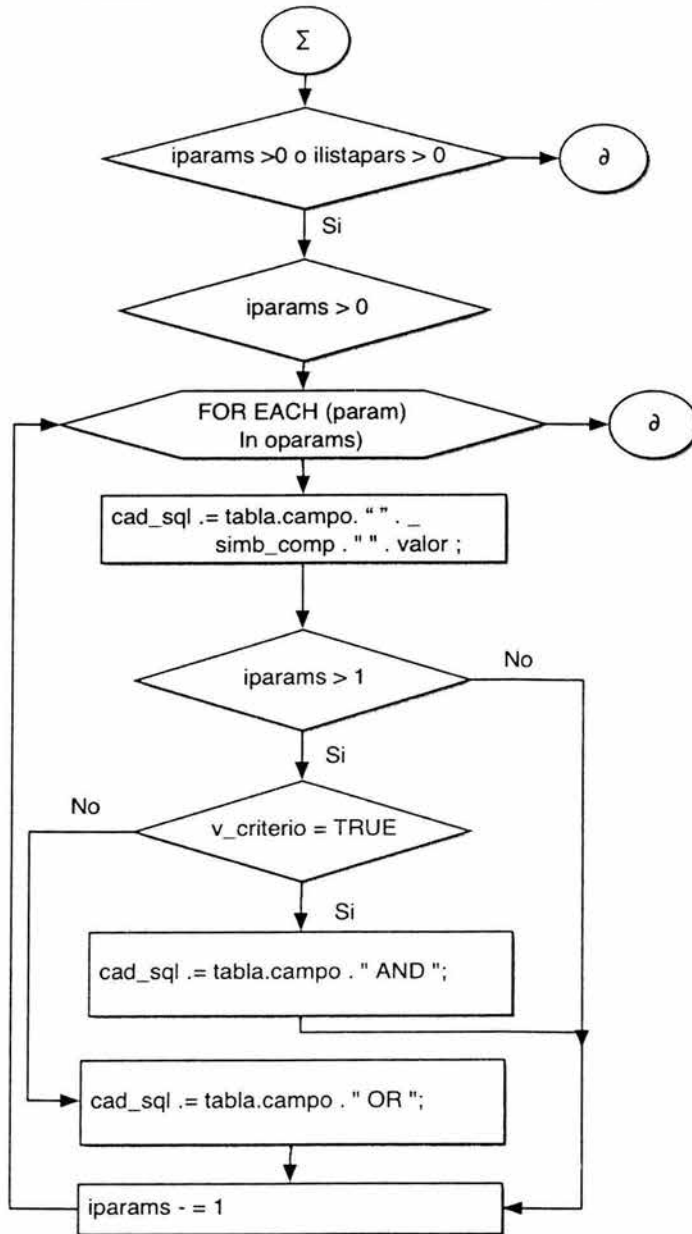 Σ
iparams >0 o ilistapars > 0
∂
Si
iparams > 0
FOR EACH (param)
In oparams)
∂
cad_sql .= tabla.campo. “ ” . _
simb_comp . " " . valor ;
iparams > 1
No
Si
No
v_criterio = TRUE
Si
cad_sql .= tabla.campo . " AND ";
cad_sql .= tabla.campo . " OR ";
iparams - = 1